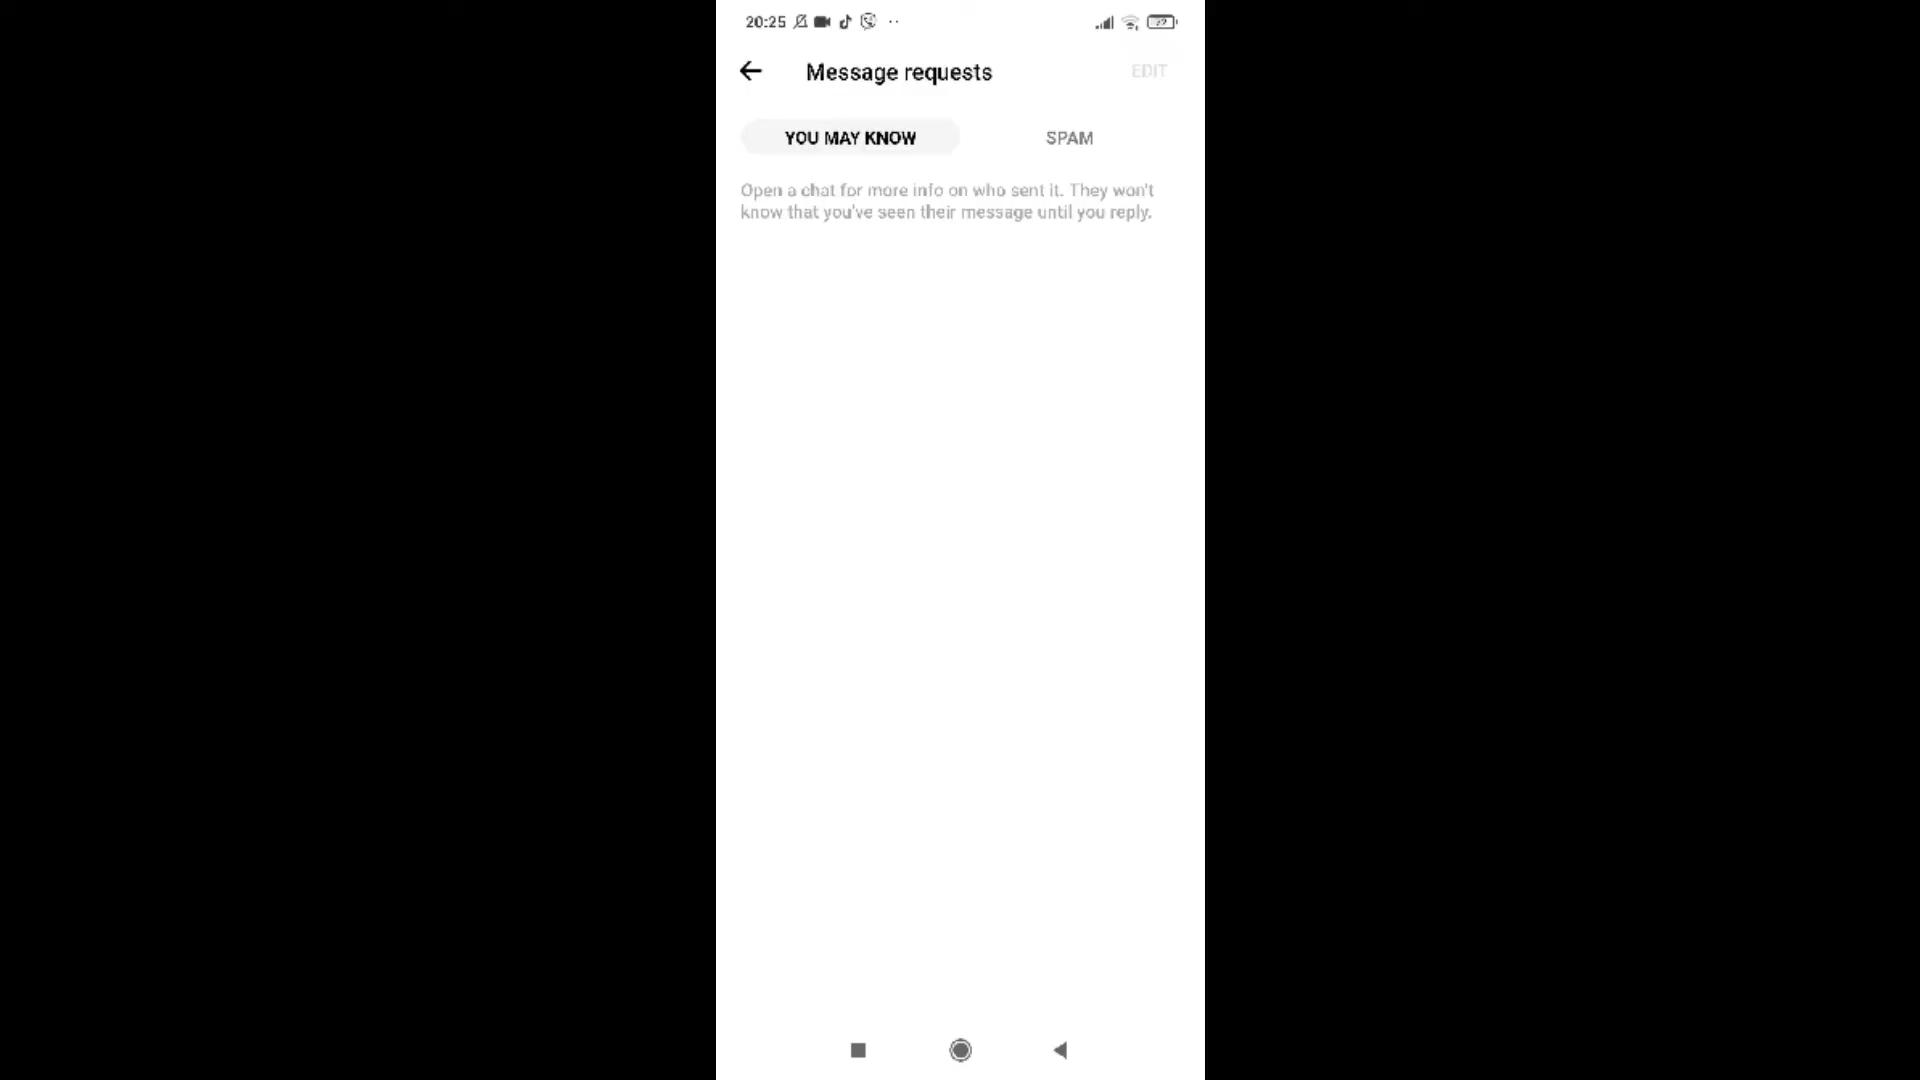 20:25
Message requests
EDIT
YOU MAY KNOW
SPAM
Open a chat for more info on who sent it. They won't
know that you've seen their message until you reply.